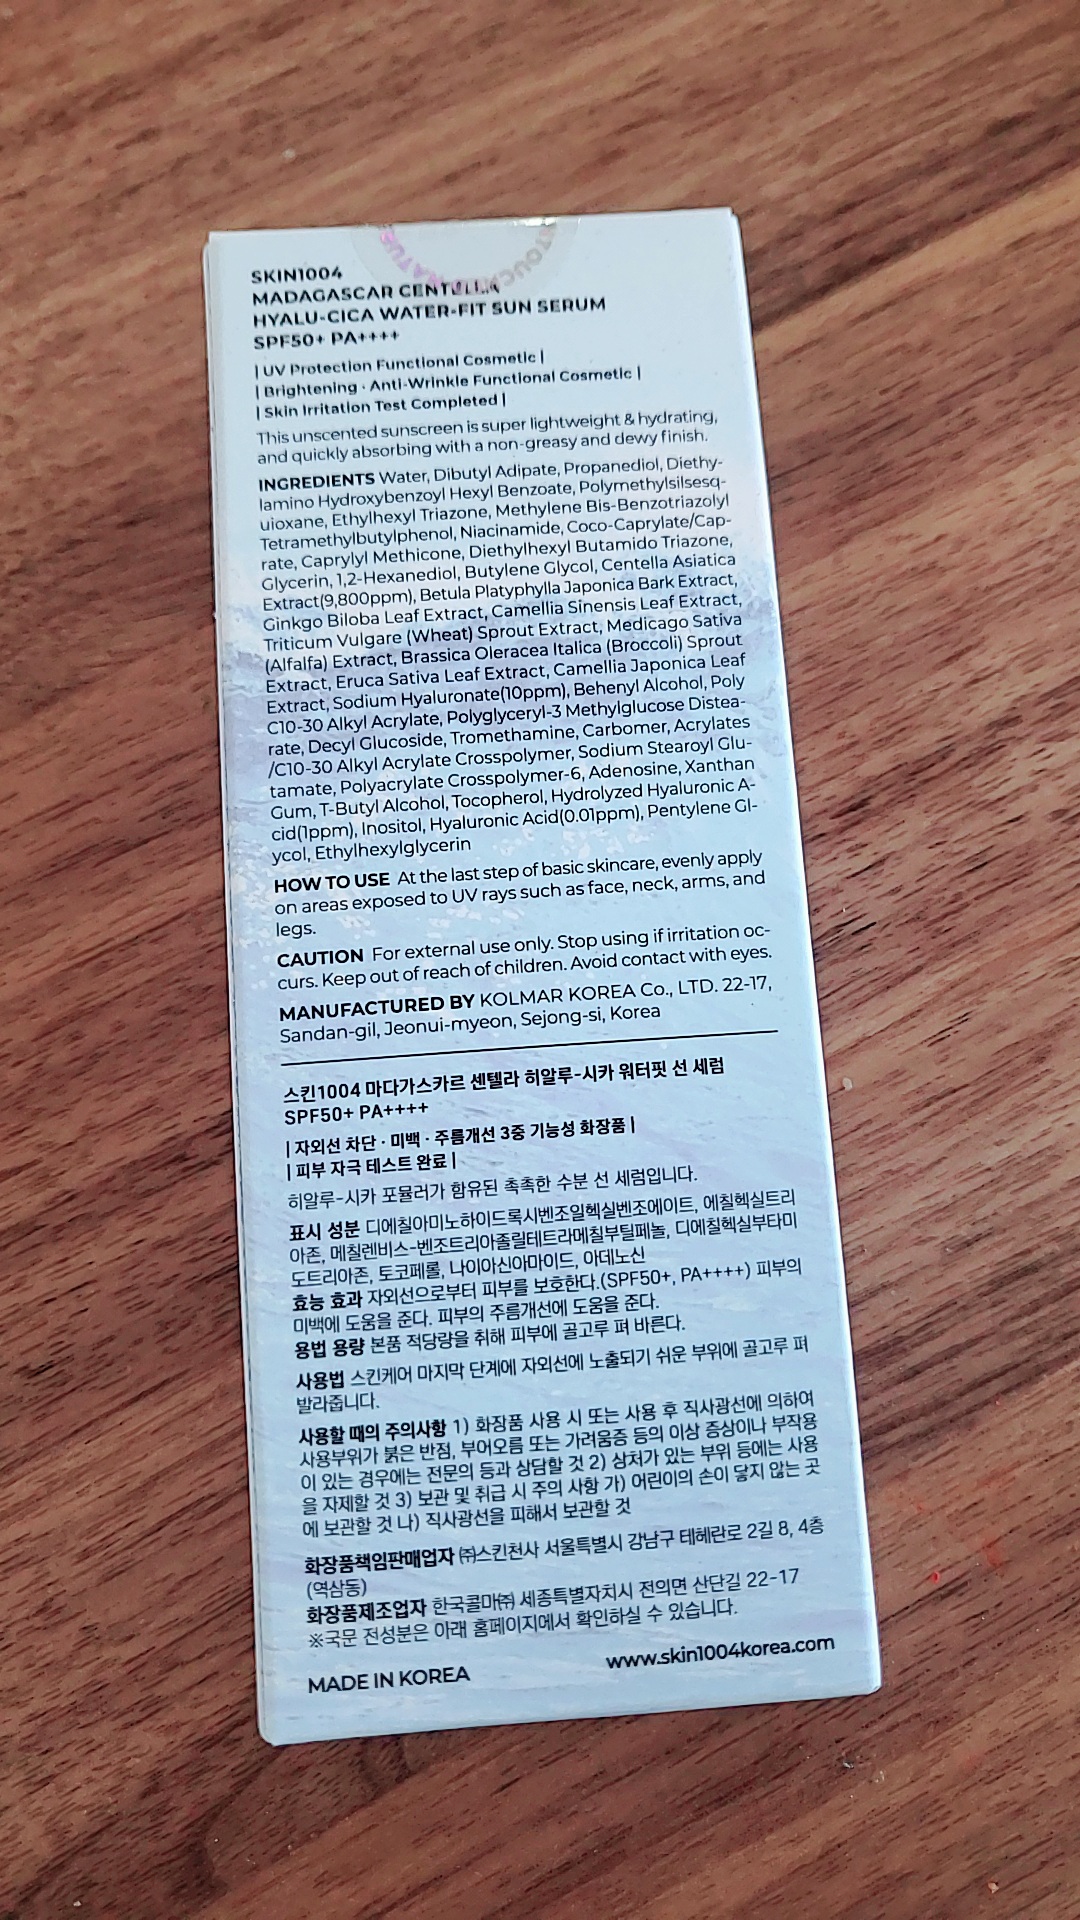 SKIN1004
MADAGASCAR CENTELLA
HYALU-CICA WATER-FIT SUN SERUM
SPF50+ PA++++
| UV Protection Functional Cosmetic |
| Brightening · Anti-Wrinkle Functional Cosmetic |
| Skin Irritation Test Completed |
This unscented sunscreen is super lightweight & hydrating,
and quickly absorbing with a non-greasy and dewy finish.
INGREDIENTS Water, Dibutyl Adipate, Propanediol, Diethy-
lamino Hydroxybenzoyl Hexyl Benzoate, Polymethylsilsesq-
uioxane, Ethylhexyl Triazone, Methylene Bis-Benzotriazolyl
Tetramethylbutylphenol, Niacinamide, Coco-Caprylate/Cap-
rate, Caprylyl Methicone, Diethylhexyl Butamido Triazone,
Glycerin, 1,2-Hexanediol, Butylene Glycol, Centella Asiatica
Extract(9,800ppm), Betula Platyphylla Japonica Bark Extract,
Ginkgo Biloba Leaf Extract, Camellia Sinensis Leaf Extract,
Triticum Vulgare (Wheat) Sprout Extract, Medicago Sativa
(Alfalfa) Extract, Brassica Oleracea Italica (Broccoli) Sprout
Extract, Eruca Sativa Leaf Extract, Camellia Japonica Leaf
Extract, Sodium Hyaluronate(10ppm), Behenyl Alcohol, Poly
C10-30 Alkyl Acrylate, Polyglyceryl-3 Methylglucose Distea-
rate, Decyl Glucoside, Tromethamine, Carbomer, Acrylates
/C10-30 Alkyl Acrylate Crosspolymer, Sodium Stearoyl Glu-
tamate, Polyacrylate Crosspolymer-6, Adenosine, Xanthan
Gum, T-Butyl Alcohol, Tocopherol, Hydrolyzed Hyaluronic A-
cid(1ppm), Inositol, Hyaluronic Acid(0.01ppm), Pentylene Gl-
ycol, Ethylhexylglycerin
HOW TO USE At the last step of basic skincare, evenly apply
on areas exposed to UV rays such as face, neck, arms, and
legs.
CAUTION For external use only. Stop using if irritation oc-
curs. Keep out of reach of children. Avoid contact with eyes.
MANUFACTURED BY KOLMAR KOREA Co., LTD. 22-17,
Sandan-gil, Jeonui-myeon, Sejong-si, Korea
스킨1004 마다가스카르 센텔라 히알루-시카 워터핏 선 세럼
SPF50+ PA++++
| 자외선 차단 · 미백 · 주름개선 3중 기능성 화장품 |
| 피부 자극 테스트 완료 |
히알루-시카 포뮬러가 함유된 촉촉한 수분 선 세럼입니다.
표시 성분 디에칠아미노하이드록시벤조일헥실벤조에이트, 에칠헥실트리
아존, 메칠렌비스-벤조트리아졸릴테트라메칠부틸페놀, 디에칠헥실부타미
도트리아존, 토코페롤, 나이아신아마이드, 아데노신
효능 효과 자외선으로부터 피부를 보호한다.(SPF50+, PA++++) 피부의
미백에 도움을 준다. 피부의 주름개선에 도움을 준다.
용법 용량 본품 적당량을 취해 피부에 골고루 펴 바른다.
사용법 스킨케어 마지막 단계에 자외선에 노출되기 쉬운 부위에 골고루 펴
발라줍니다.
사용할 때의 주의사항 1) 화장품 사용 시 또는 사용 후 직사광선에 의하여
사용부위가 붉은 반점, 부어오름 또는 가려움증 등의 이상 증상이나 부작용
이 있는 경우에는 전문의 등과 상담할 것 2) 상처가 있는 부위 등에는 사용
을 자제할 것 3) 보관 및 취급 시 주의 사항 가) 어린이의 손이 닿지 않는 곳
에 보관할 것 나) 직사광선을 피해서 보관할 것
화장품책임판매업자 ㈜스킨천사 서울특별시 강남구 테헤란로 2길 8, 4층
(역삼동)
화장품제조업자 한국콜마㈜ 세종특별자치시 전의면 산단길 22-17
※국문 전성분은 아래 홈페이지에서 확인하실 수 있습니다.
MADE IN KOREA
www.skin1004korea.com